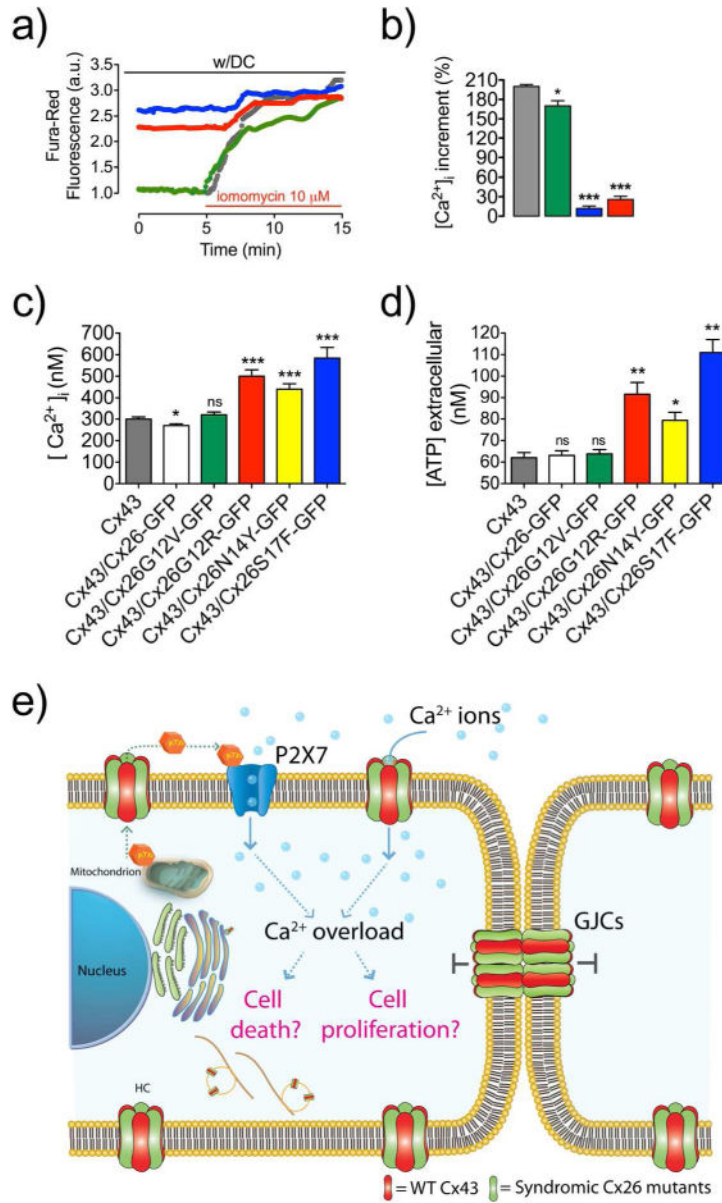 a)
w/DC
Fura-Red
Fluorescence (a.u.)
3.5
3.0
2.5
2.0
1.5
1.0
iomomycin 10 µM
0 5 10 15
Time (min)
b)
[Ca2+]i increment (%)
210
180
150
120
90
60
30
0
*
***
***
c)
[ Ca2+ ]i (nM)
700
600
500
400
300
200
100
0
*
ns
***
***
***
Cx43
Cx43/Cx26-GFP
Cx43/Cx26G12V-GFP
Cx43/Cx26G12R-GFP
Cx43/Cx26N14Y-GFP
Cx43/Cx26S17F-GFP
d)
[ATP] extracellular
(nM)
120
110
100
90
80
70
60
50
ns
ns
**
*
**
Cx43
Cx43/Cx26-GFP
Cx43/Cx26G12V-GFP
Cx43/Cx26G12R-GFP
Cx43/Cx26N14Y-GFP
Cx43/Cx26S17F-GFP
e)
Ca2+ ions
ATP
ATP
P2X7
ATP
Mitochondrion
Nucleus
Ca2+ overload
GJCs
Cell
death?
Cell
proliferation?
HC
= WT Cx43
= Syndromic Cx26 mutants